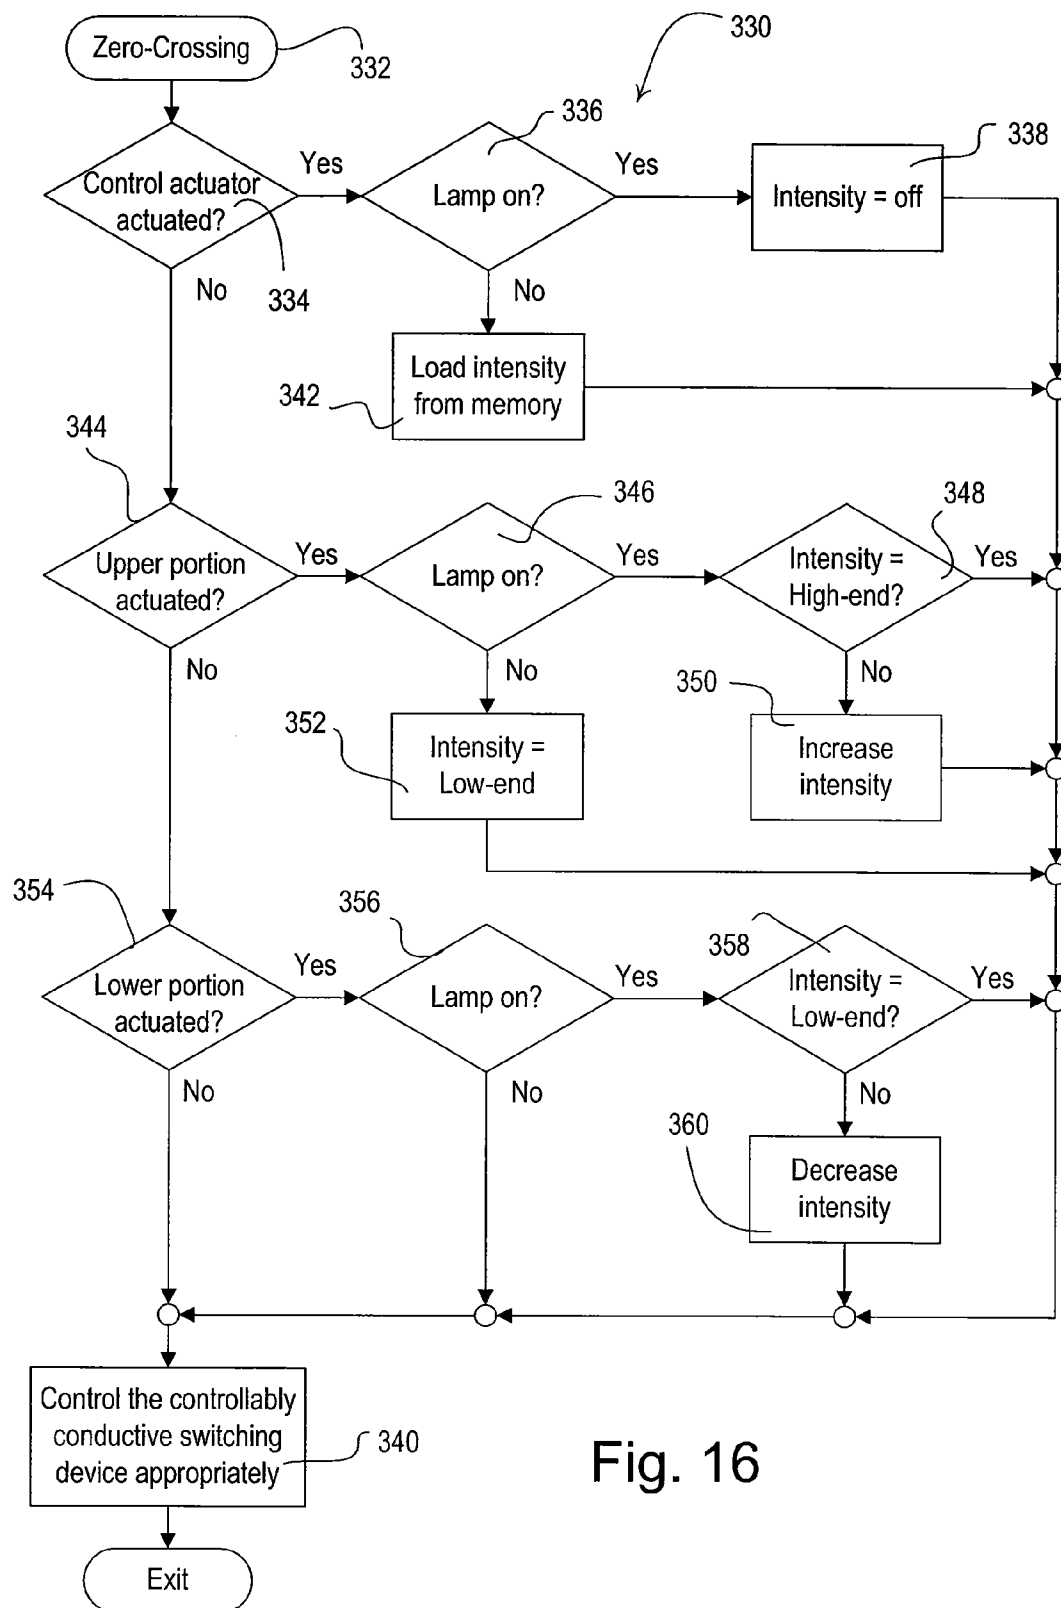 330
Zero-Crossing
332
336
338
Control actuator
actuated?
Yes
Lamp on?
Yes
Intensity = off
334
No
No
Load intensity
from memory
342
344
346
348
Upper portion
actuated?
Yes
Lamp on?
Yes
Intensity =
High-end?
Yes
No
No
No
350
352
Intensity =
Low-end
Increase
intensity
354
356
358
Lower portion
actuated?
Yes
Lamp on?
Yes
Intensity =
Low-end?
Yes
No
No
No
360
Decrease
intensity
Control the controllably
conductive switching
device appropriately
340
Exit
Fig. 16